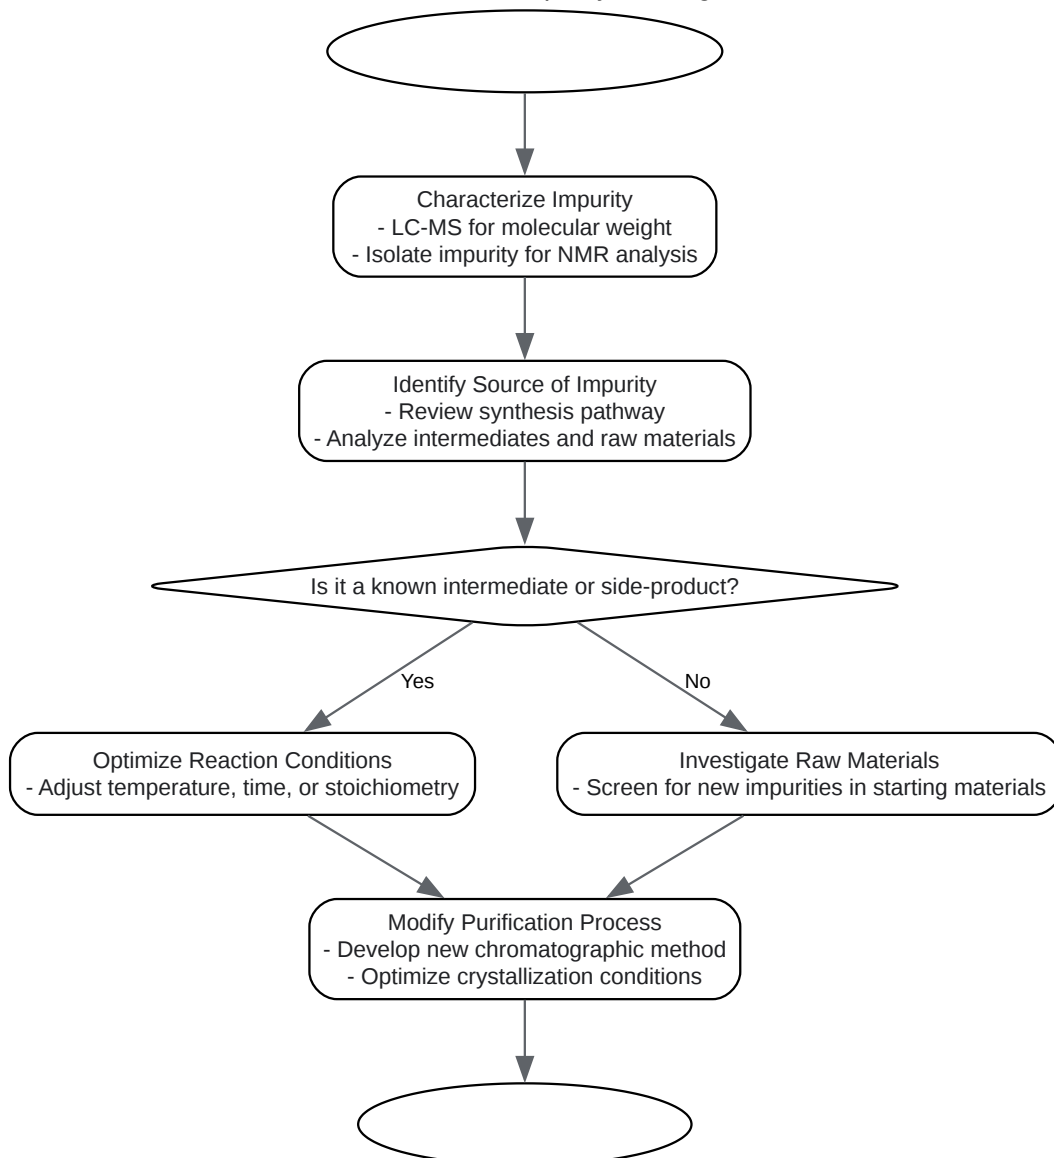 Characterize Impurity
- LC-MS for molecular weight
- Isolate impurity for NMR analysis
Identify Source of Impurity
- Review synthesis pathway
- Analyze intermediates and raw materials
Is it a known intermediate or side-product?
Yes
No
Optimize Reaction Conditions
- Adjust temperature, time, or stoichiometry
Investigate Raw Materials
- Screen for new impurities in starting materials
Modify Purification Process
- Develop new chromatographic method
- Optimize crystallization conditions